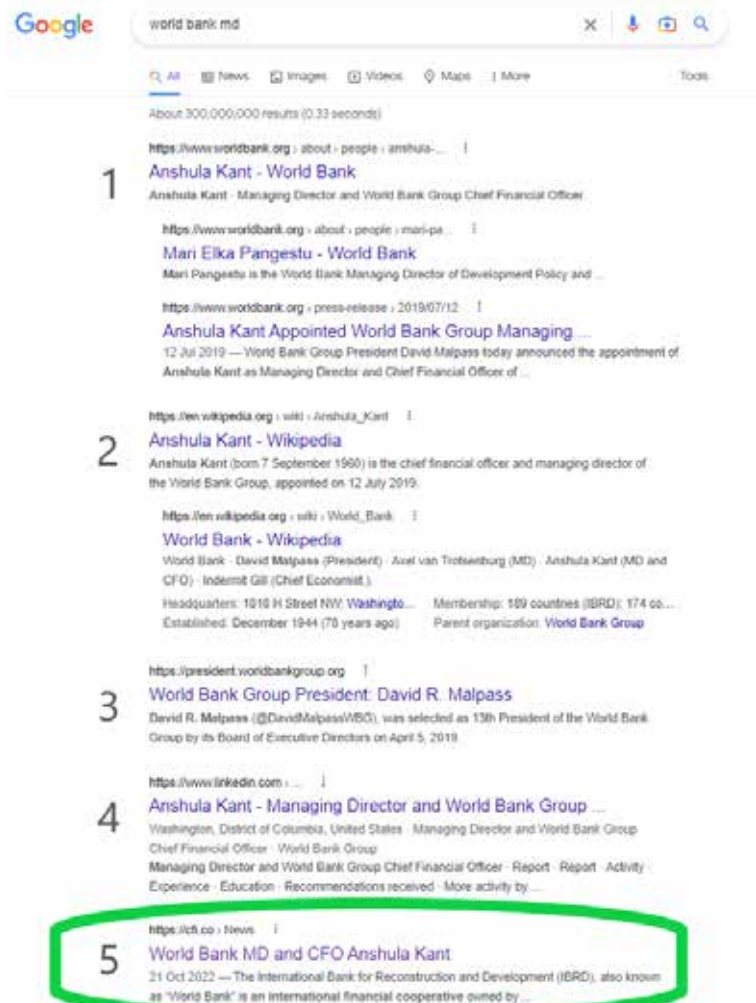 Google
world bank md
All News Images Videos Maps More Tools
About 300,000,000 results (0.33 seconds)
https://www.worldbank.org › about › people › anshula-...
1
Anshula Kant - World Bank
Anshula Kant · Managing Director and World Bank Group Chief Financial Officer
https://www.worldbank.org › about › people › mari-pa...
Mari Elka Pangestu - World Bank
Mari Pangestu is the World Bank Managing Director of Development Policy and ...
https://www.worldbank.org › press-release › 2019/07/12
Anshula Kant Appointed World Bank Group Managing ...
12 Jul 2019 — World Bank Group President David Malpass today announced the appointment of
Anshula Kant as Managing Director and Chief Financial Officer of ...
https://en.wikipedia.org › wiki › Anshula_Kant
2
Anshula Kant - Wikipedia
Anshula Kant (born 7 September 1960) is the chief financial officer and managing director of
the World Bank Group, appointed on 12 July 2019.
https://en.wikipedia.org › wiki › World_Bank
World Bank - Wikipedia
World Bank · David Malpass (President) · Axel van Trotsenburg (MD) · Anshula Kant (MD and
CFO) · Indermit Gill (Chief Economist.)
Headquarters: 1818 H Street NW; Washingto... Membership: 189 countries (IBRD); 174 co...
Established: December 1944 (78 years ago) Parent organization: World Bank Group
https://president.worldbankgroup.org
3
World Bank Group President: David R. Malpass
David R. Malpass (@DavidMalpassWBG), was selected as 13th President of the World Bank
Group by its Board of Executive Directors on April 5, 2019
https://www.linkedin.com › ...
4
Anshula Kant - Managing Director and World Bank Group ...
Washington, District of Columbia, United States · Managing Director and World Bank Group
Chief Financial Officer · World Bank Group
Managing Director and World Bank Group Chief Financial Officer · Report · Report · Activity ·
Experience · Education · Recommendations received · More activity by ...
https://cfi.co › News
5
World Bank MD and CFO Anshula Kant
21 Oct 2022 — The International Bank for Reconstruction and Development (IBRD), also known
as "World Bank" is an international financial cooperative owned by ...